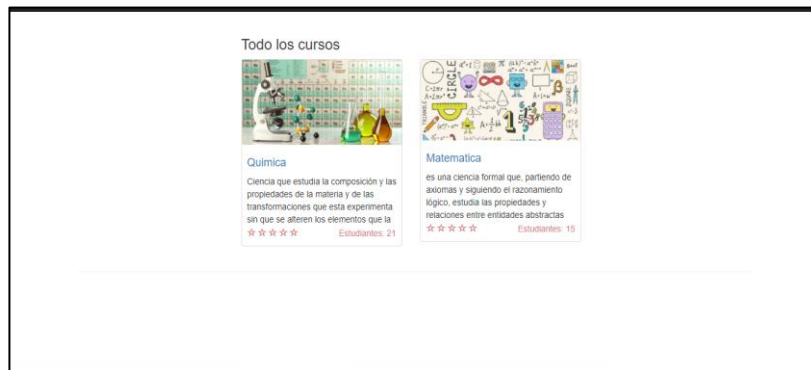 Todo los cursos
Quimica
Ciencia que estudia la composición y las
propiedades de la materia y de las
transformaciones que esta experimenta
sin que se alteren los elementos que la
Estudiantes: 21
CIRCLE
Matematica
es una ciencia formal que, partiendo de
axiomas y siguiendo el razonamiento
lógico, estudia las propiedades y
relaciones entre entidades abstractas
Estudiantes: 15